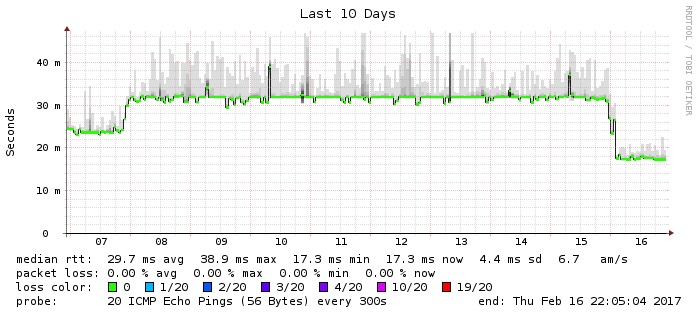 Last 10 Days
RRDTOOL / TOBI OETIKER
Seconds
40 m
30 m
20 m
10 m
0
07 08 09 10 11 12 13 14 15 16
median rtt: 29.7 ms avg 38.9 ms max 17.3 ms min 17.3 ms now 4.4 ms sd 6.7 am/s
packet loss: 0.00 % avg 0.00 % max 0.00 % min 0.00 % now
loss color: 0 1/20 2/20 3/20 4/20 10/20 19/20
probe: 20 ICMP Echo Pings (56 Bytes) every 300s end: Thu Feb 16 22:05:04 2017